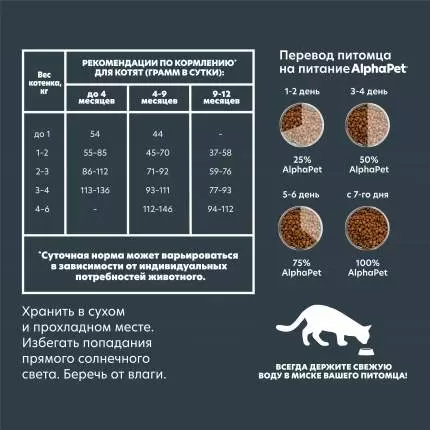 РЕКОМЕНДАЦИИ ПО КОРМЛЕНИЮ*
ДЛЯ КОТЯТ (ГРАММ В СУТКИ):
Вес
котенка,
кг
до 4
месяцев
4-9
месяцев
9-12
месяцев
до 1 54 44 -
1-2 55-85 45-70 37-58
2-3 86-112 71-92 59-76
3-4 113-136 93-111 77-93
4-6 - 112-146 94-112
*Суточная норма может варьироваться
в зависимости от индивидуальных
потребностей животного.
Хранить в сухом
и прохладном месте.
Избегать попадания
прямого солнечного
света. Беречь от влаги.
Перевод питомца
на питание AlphaPet®
1-2 день 3-4 день
25% 50%
AlphaPet AlphaPet
5-6 день с 7-го дня
75% 100%
AlphaPet AlphaPet
ВСЕГДА ДЕРЖИТЕ СВЕЖУЮ
ВОДУ В МИСКЕ ВАШЕГО ПИТОМЦА!